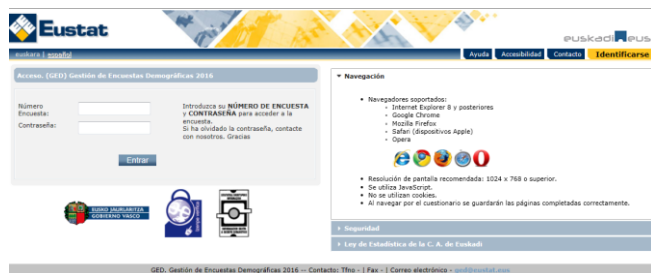 Eustat
euskadi eus
euskara | español
Ayuda Accesibilidad Contacto Identificarse
Acceso. (GED) Gestión de Encuestas Demográficas 2016
Número Encuesta:
Contraseña:
Introduzca su NÚMERO DE ENCUESTA
y CONTRASEÑA para acceder a la
encuesta.
Si ha olvidado la contraseña, contacte
con nosotros. Gracias
Entrar
EUSKO JAURLARITZA
GOBIERNO VASCO
Navegación
Navegadores soportados:
Internet Explorer 8 y posteriores
Google Chrome
Mozilla Firefox
Safari (dispositivos Apple)
Opera
Resolución de pantalla recomendada: 1024 x 768 o superior.
Se utiliza JavaScript.
No se utilizan cookies.
Al navegar por el cuestionario se guardarán las páginas completadas correctamente.
Seguridad
Ley de Estadística de la C. A. de Euskadi
GED. Gestión de Encuestas Demográficas 2016 -- Contacto: Tfno - | Fax - | Correo electrónico -